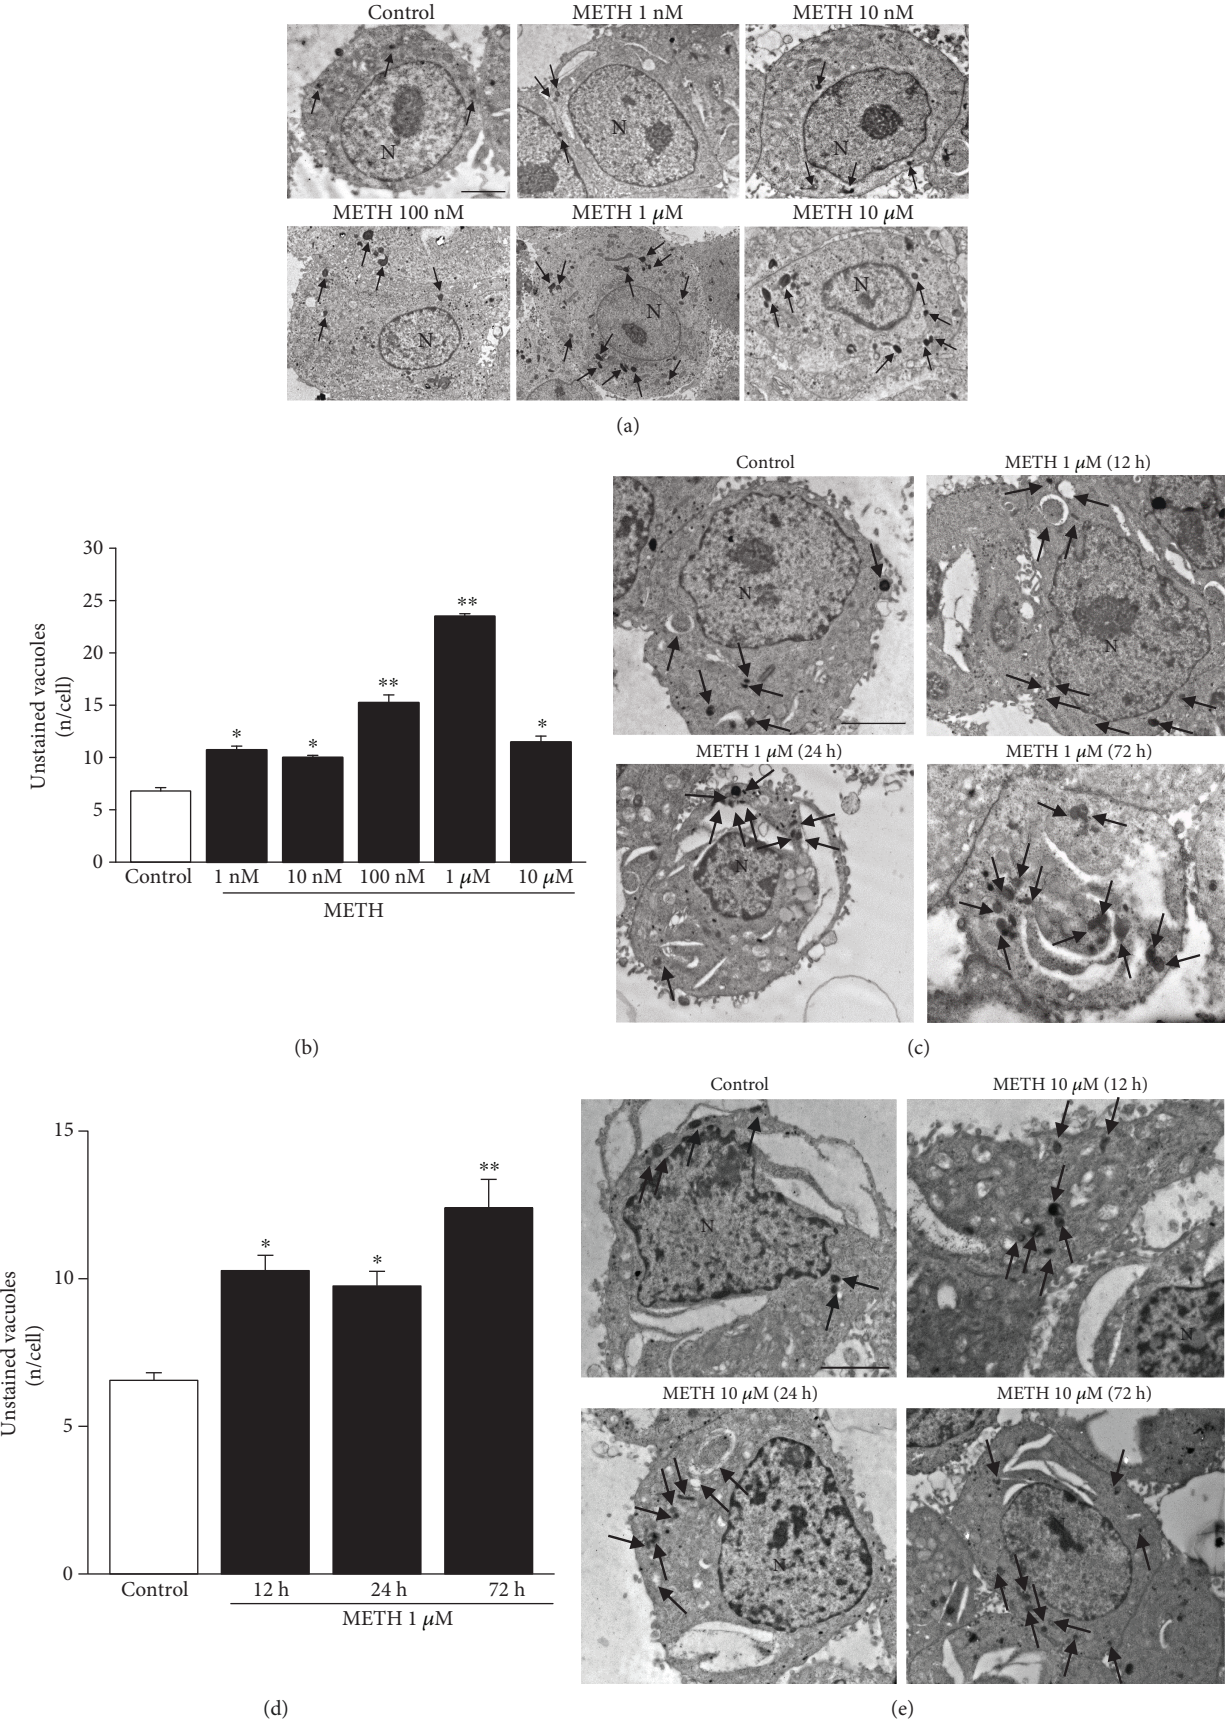 Control METH 1 nM METH 10 nM
N N N
METH 100 nM METH 1 μM METH 10 μM
N N N
(a)
30
25
20
15
10
5
0
Unstained vacuoles
(n/cell)
* * ** ** *
Control 1 nM 10 nM 100 nM 1 μM 10 μM
METH
(b)
Control METH 1 μM (12 h)
N N
METH 1 μM (24 h) METH 1 μM (72 h)
N
(c)
15
10
5
0
Unstained vacuoles
(n/cell)
* * **
Control 12 h 24 h 72 h
METH 1 μM
(d)
Control METH 10 μM (12 h)
N N
METH 10 μM (24 h) METH 10 μM (72 h)
N N
(e)